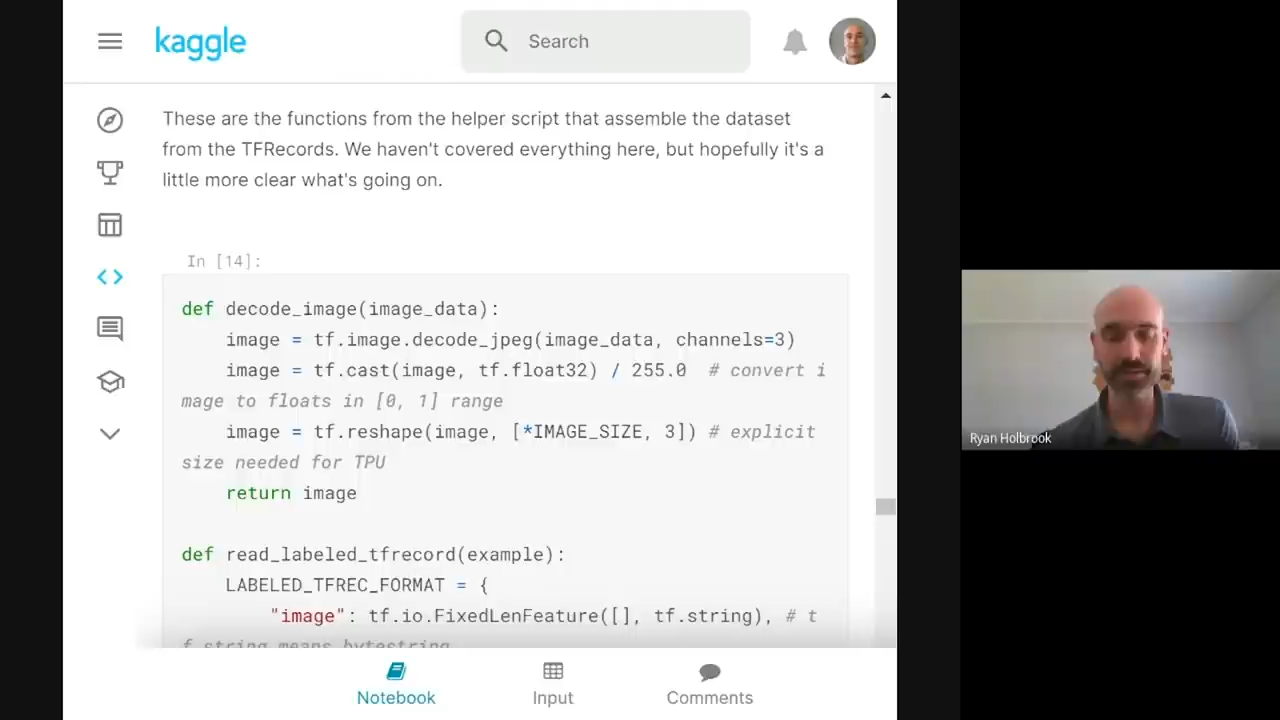 kaggle
Search
These are the functions from the helper script that assemble the dataset
from the TFRecords. We haven't covered everything here, but hopefully it's a
little more clear what's going on.
In [14]:
def decode_image(image_data):
    image = tf.image.decode_jpeg(image_data, channels=3)
    image = tf.cast(image, tf.float32) / 255.0  # convert i
mage to floats in [0, 1] range
    image = tf.reshape(image, [*IMAGE_SIZE, 3]) # explicit
size needed for TPU
    return image
def read_labeled_tfrecord(example):
    LABELED_TFREC_FORMAT = {
        "image": tf.io.FixedLenFeature([], tf.string), # t
f.string means bytestring
Notebook
Input
Comments
Ryan Holbrook